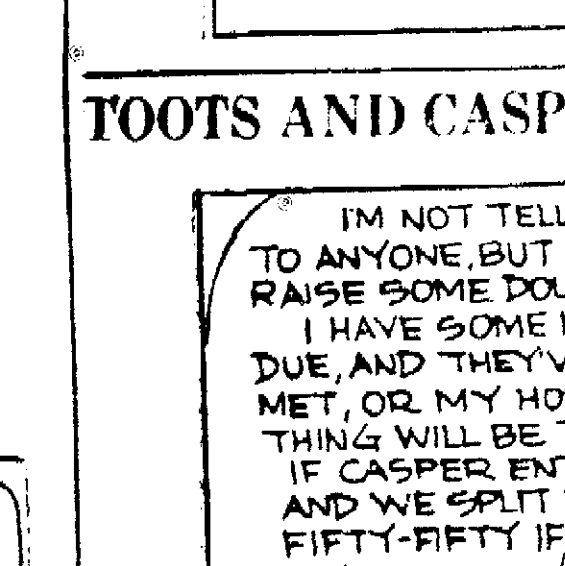 TOOTS AND CASP
I'M NOT TELL
TO ANYONE, BUT
RAISE SOME DOU
I HAVE SOME
DUE, AND THEY'V
MET, OR MY HO
THING WILL BE T
IF CASPER ENT
AND WE SPLIT
FIFTY-FIFTY IF